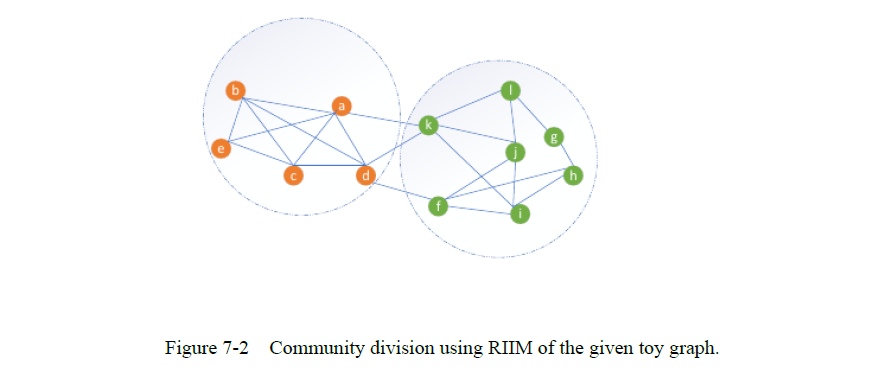 b
a
l
k
g
e
j
c
d
h
f
i
Figure 7-2 Community division using RIIM of the given toy graph.